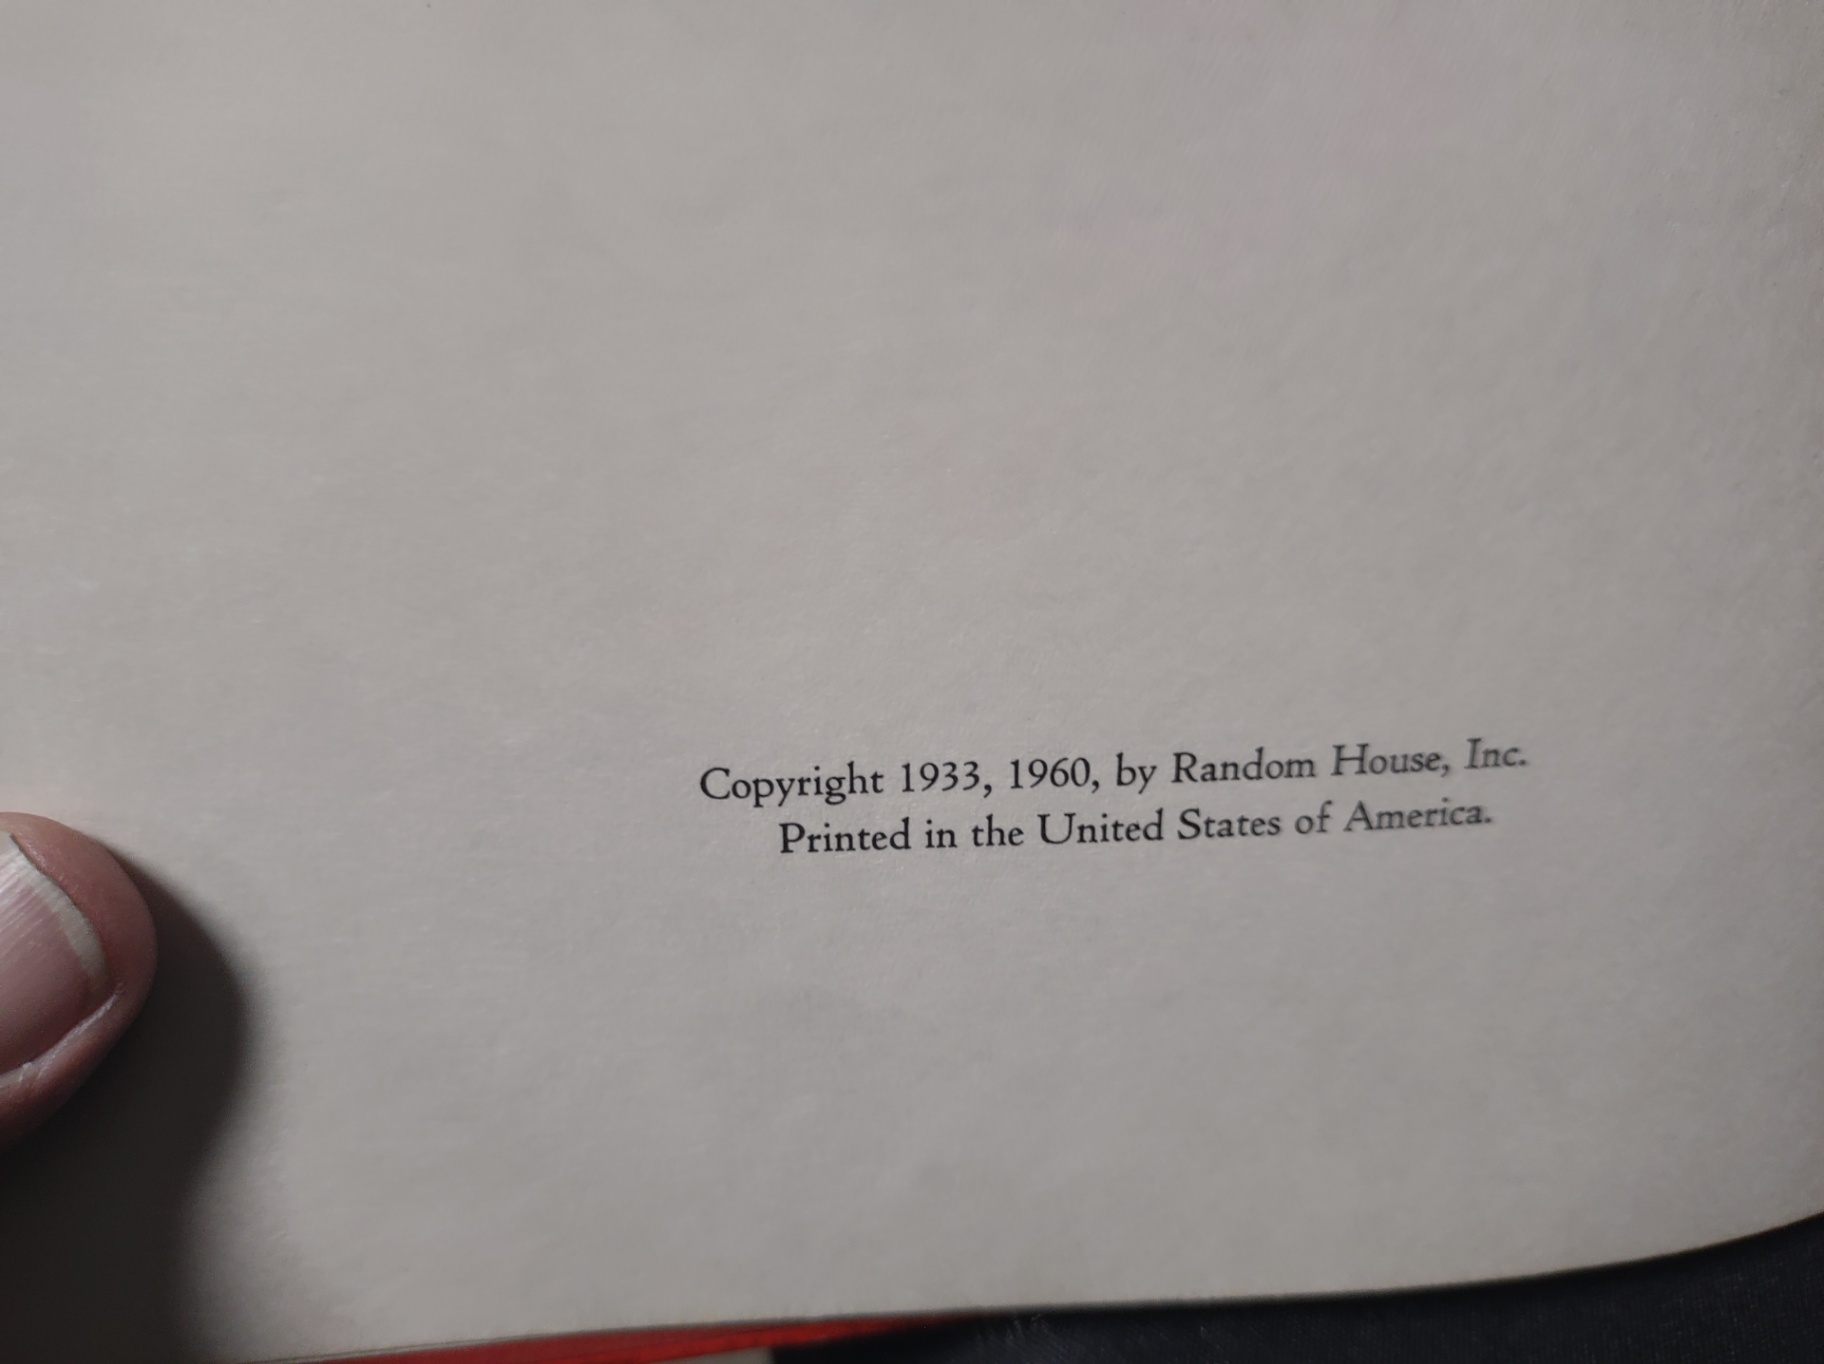 Copyright 1933, 1960, by Random House, Inc.
Printed in the United States of America.